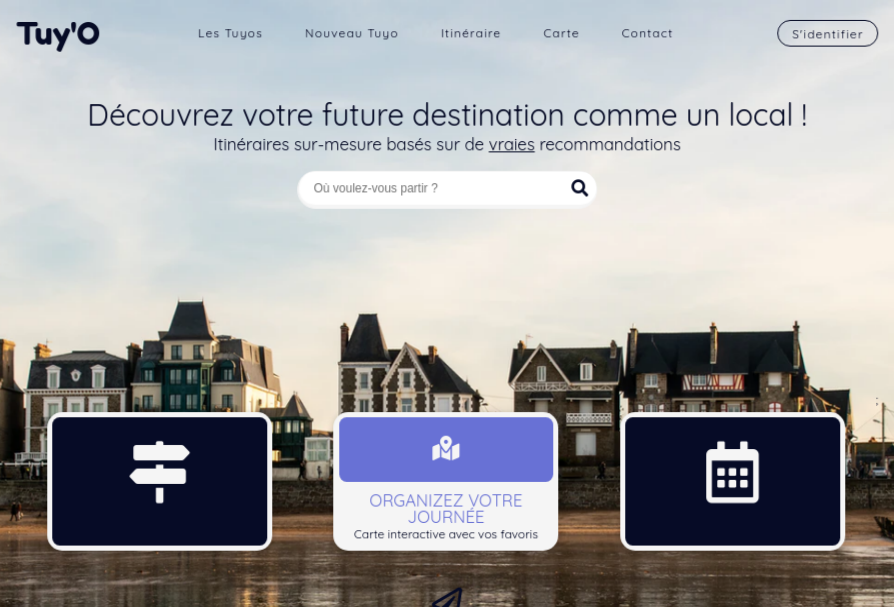 Tuy'O
Les Tuyos
Nouveau Tuyo
Itinéraire
Carte
Contact
S'identifier
Découvrez votre future destination comme un local !
Itinéraires sur-mesure basés sur de vraies recommandations
Où voulez-vous partir ?
ORGANIZEZ VOTRE
JOURNÉE
Carte interactive avec vos favoris